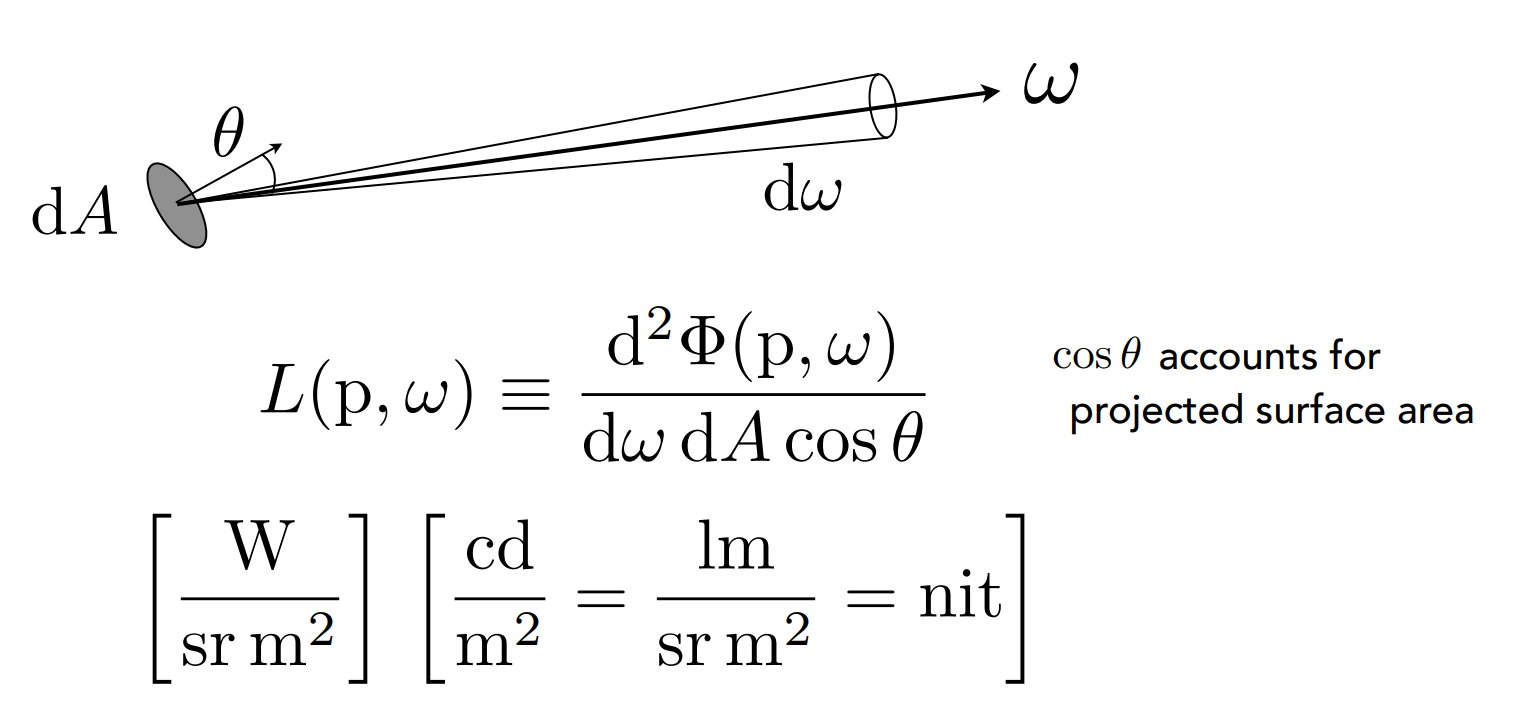 ω
θ
dA
dω
L(p, ω) ≡ d²Φ(p, ω) / dω dA cos θ
cos θ accounts for
projected surface area
[W / sr m²] [cd / m² = lm / sr m² = nit]